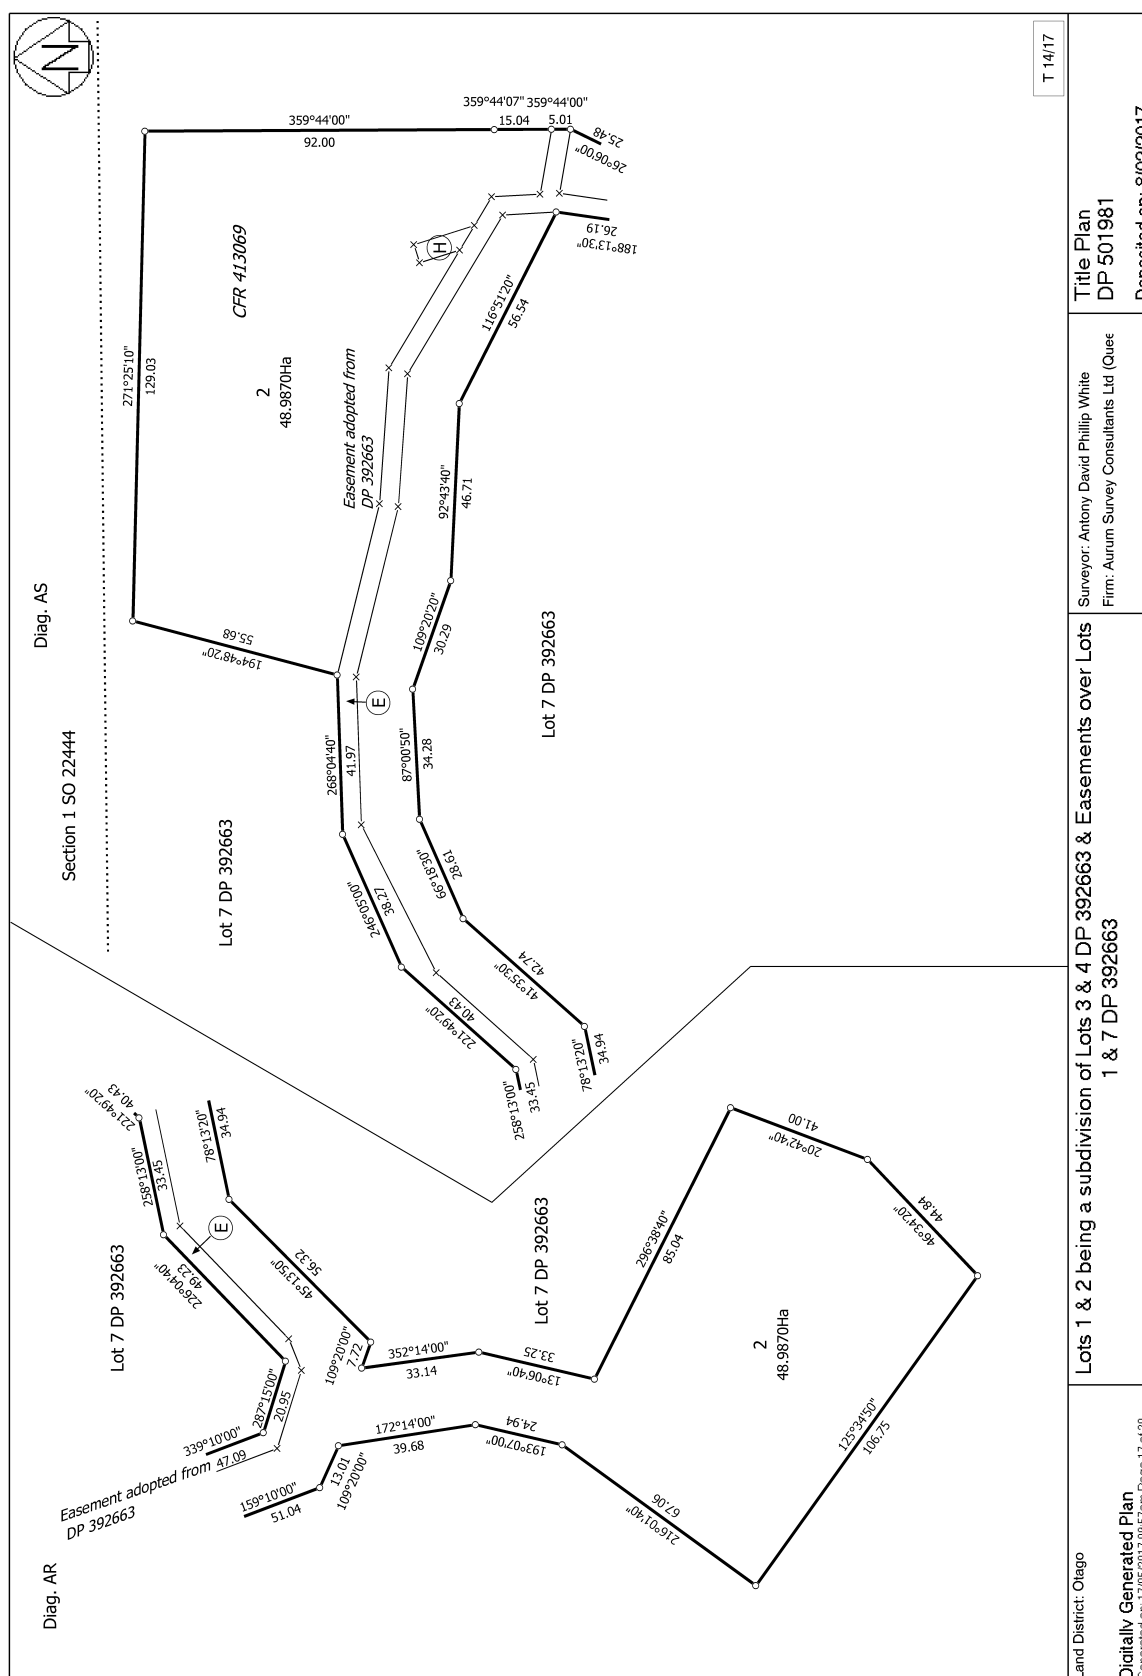 N
T 14/17
Diag. AS
Section 1 SO 22444
271°25'10"
129.03
359°44'00"
92.00
359°44'07"
15.04
359°44'00"
5.01
25.48
26°06'00"
26.19
188°13'30"
CFR 413069
2
48.9870Ha
H
Easement adopted from
DP 392663
116°51'20"
56.54
92°43'40"
46.71
109°20'20"
30.29
87°00'50"
34.28
66°18'30"
28.61
41°35'30"
42.74
78°13'20"
34.94
55.68
194°48'20"
268°04'40"
41.97
E
246°05'00"
38.27
221°49'20"
40.43
258°13'00"
33.45
Lot 7 DP 392663
Lot 7 DP 392663
Diag. AR
Easement adopted from
DP 392663
Lot 7 DP 392663
Lot 7 DP 392663
221°49'20"
40.43
258°13'00"
33.45
78°13'20"
34.94
E
226°04'40"
49.23
45°13'50"
56.32
287°15'00"
20.95
339°10'00"
47.09
159°10'00"
51.04
13.01
109°20'00"
109°20'00"
7.72
352°14'00"
33.14
172°14'00"
39.68
33.25
13°06'40"
24.94
193°07'00"
67.06
216°01'40"
296°38'40"
85.04
41.00
20°42'40"
44.84
46°34'20"
125°34'50"
106.75
2
48.9870Ha
Land District: Otago
Digitally Generated Plan
Lots 1 & 2 being a subdivision of Lots 3 & 4 DP 392663 & Easements over Lots
1 & 7 DP 392663
Surveyor: Antony David Phillip White
Firm: Aurum Survey Consultants Ltd (Quee
Title Plan
DP 501981
Deposited on: 8/02/2017